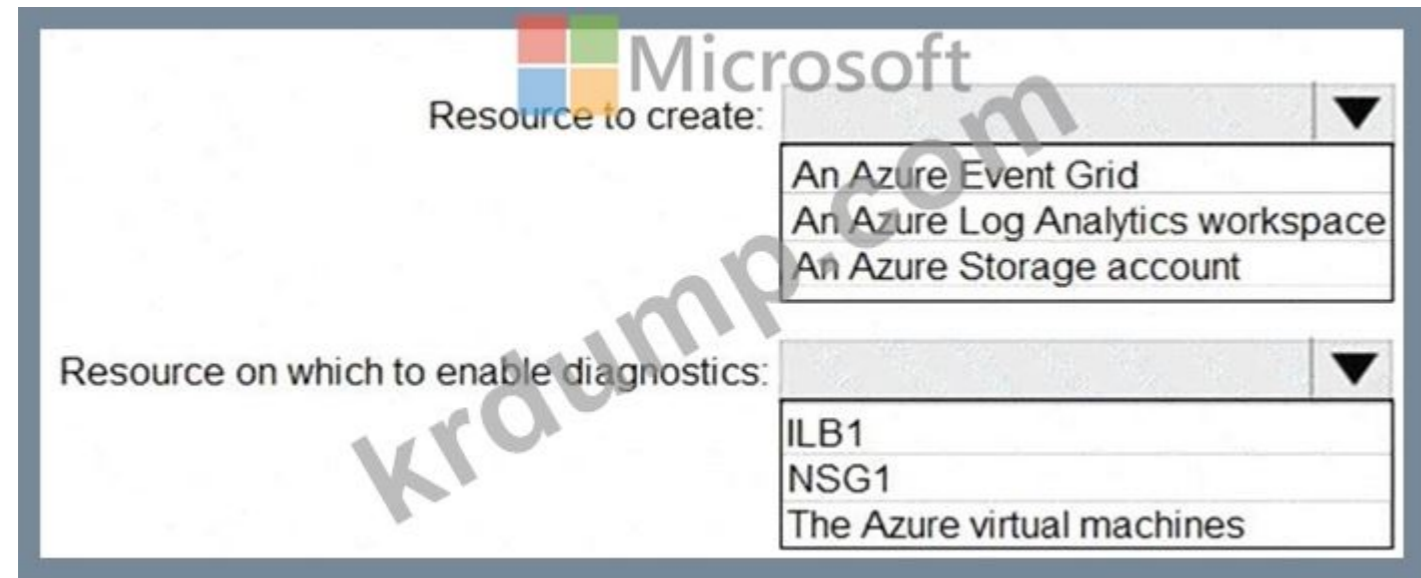 Microsoft
Resource to create:
An Azure Event Grid
An Azure Log Analytics workspace
An Azure Storage account
krdump.com
Resource on which to enable diagnostics:
ILB1
NSG1
The Azure virtual machines